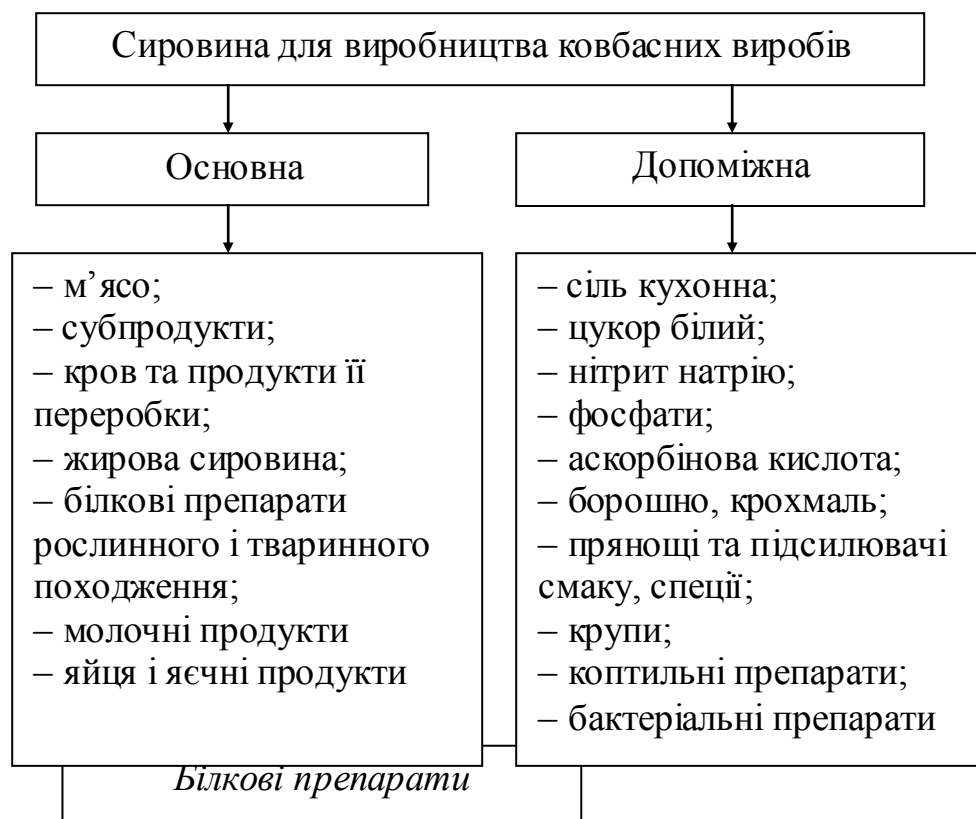 Сировина для виробництва ковбасних виробів
Основна
Допоміжна
– м’ясо;
– субпродукти;
– кров та продукти її
переробки;
– жирова сировина;
– білкові препарати
рослинного і тваринного
походження;
– молочні продукти
– яйця і яєчні продукти
– сіль кухонна;
– цукор білий;
– нітрит натрію;
– фосфати;
– аскорбінова кислота;
– борошно, крохмаль;
– прянощі та підсилювачі
смаку, спеції;
– крупи;
– коптильні препарати;
– бактеріальні препарати
Білкові препарати